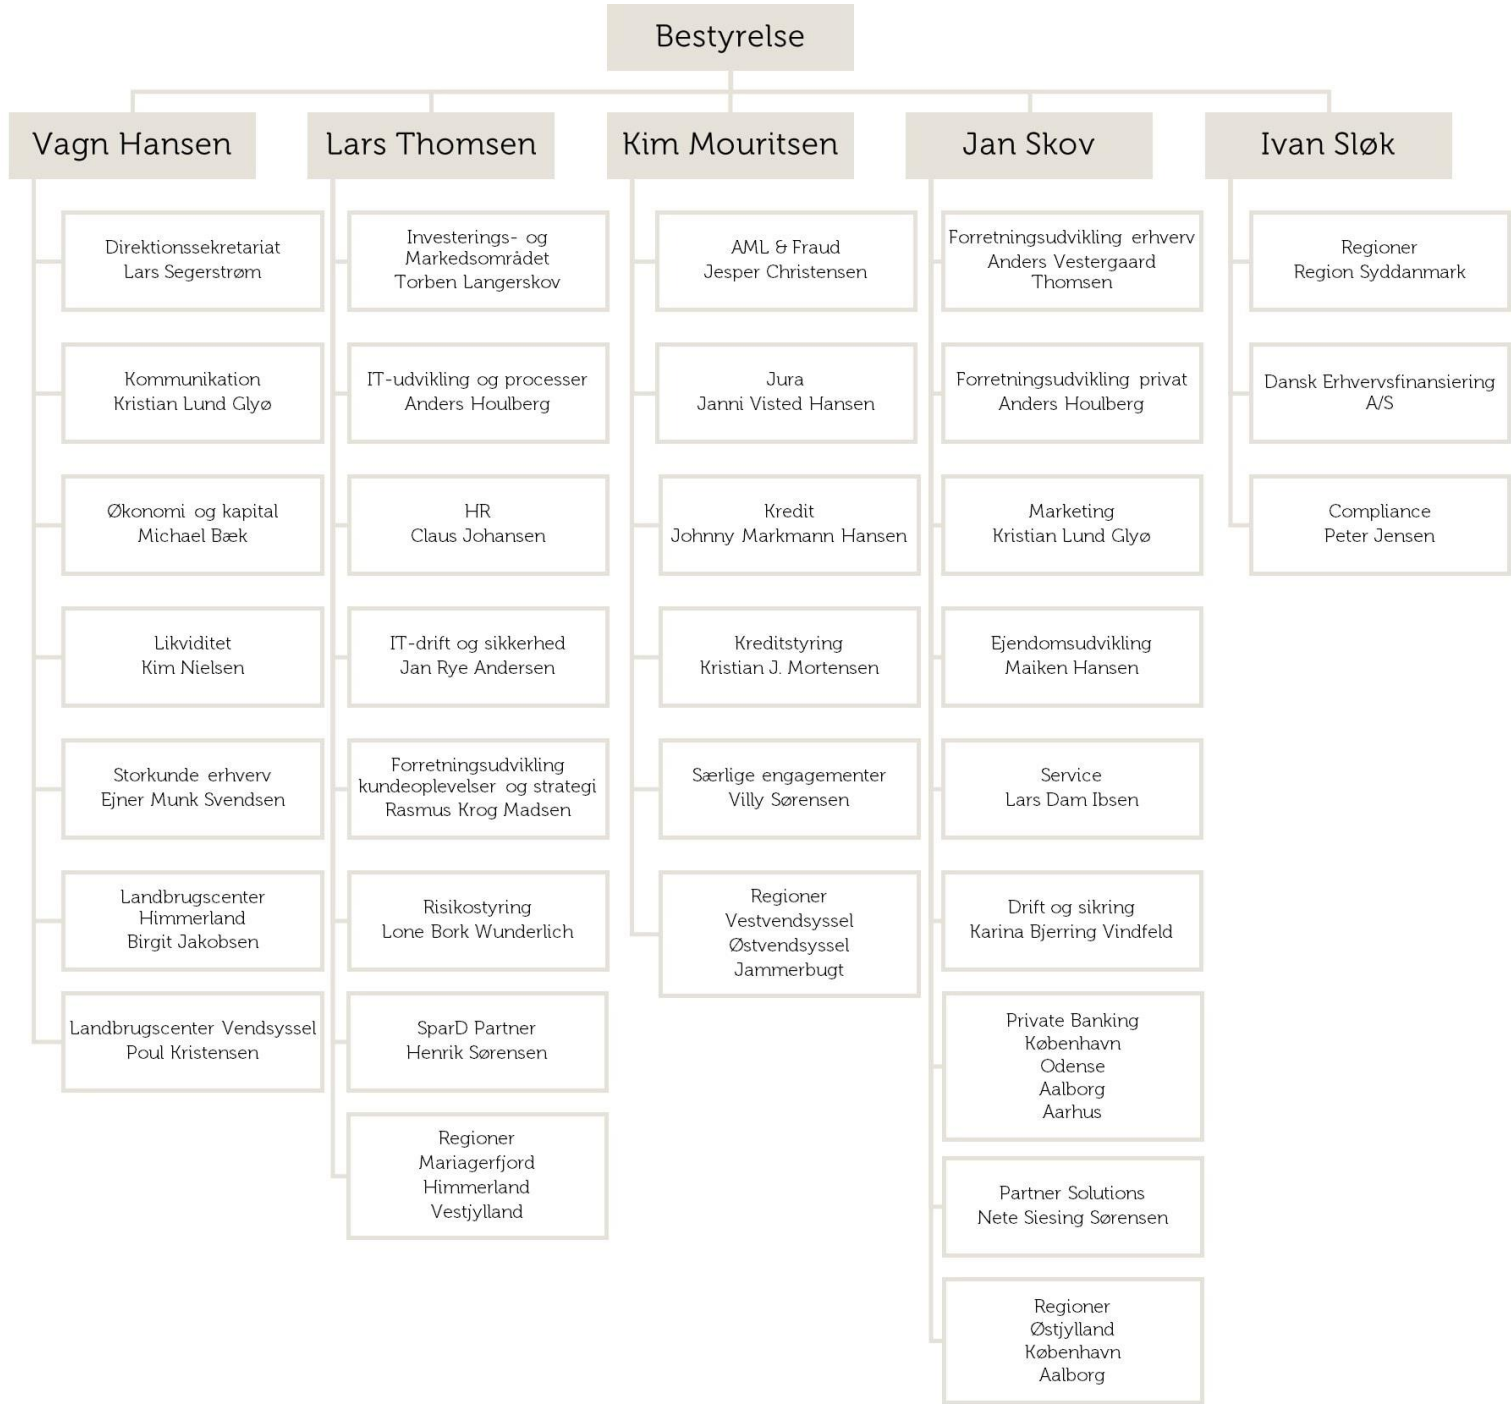 Bestyrelse
Vagn Hansen
Lars Thomsen
Kim Mouritsen
Jan Skov
Ivan Sløk
Direktionssekretariat
Lars Segerstrøm
Kommunikation
Kristian Lund Glyø
Økonomi og kapital
Michael Bæk
Likviditet
Kim Nielsen
Storkunde erhverv
Ejner Munk Svendsen
Landbrugscenter
Himmerland
Birgit Jakobsen
Landbrugscenter Vendsyssel
Poul Kristensen
Investerings- og
Markedsområdet
Torben Langerskov
IT-udvikling og processer
Anders Houlberg
HR
Claus Johansen
IT-drift og sikkerhed
Jan Rye Andersen
Forretningsudvikling
kundeoplevelser og strategi
Rasmus Krog Madsen
Risikostyring
Lone Bork Wunderlich
SparD Partner
Henrik Sørensen
Regioner
Mariagerfjord
Himmerland
Vestjylland
AML & Fraud
Jesper Christensen
Jura
Janni Visted Hansen
Kredit
Johnny Markmann Hansen
Kreditstyring
Kristian J. Mortensen
Særlige engagementer
Villy Sørensen
Regioner
Vestvendsyssel
Østvendsyssel
Jammerbugt
Forretningsudvikling erhverv
Anders Vestergaard
Thomsen
Forretningsudvikling privat
Anders Houlberg
Marketing
Kristian Lund Glyø
Ejendomsudvikling
Maiken Hansen
Service
Lars Dam Ibsen
Drift og sikring
Karina Bjerring Vindfeld
Private Banking
København
Odense
Aalborg
Aarhus
Partner Solutions
Nete Siesing Sørensen
Regioner
Østjylland
København
Aalborg
Regioner
Region Syddanmark
Dansk Erhvervsfinansiering
A/S
Compliance
Peter Jensen